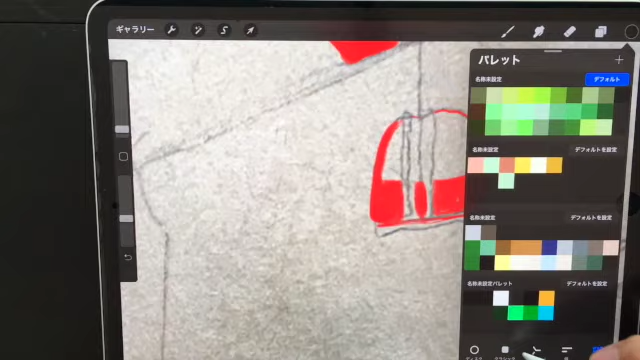 ギャラリー
パレット
名称未設定
デフォルト
名称未設定
デフォルトを設定
名称未設定
デフォルトを設定
名称未設定パレット
デフォルトを設定